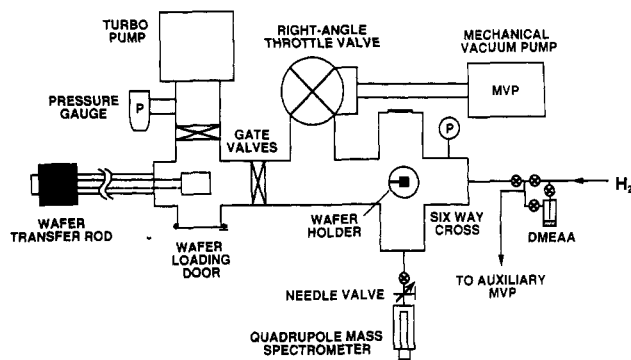 TURBO
PUMP
RIGHT-ANGLE
THROTTLE VALVE
MECHANICAL
VACUUM PUMP
MVP
PRESSURE
GAUGE
P
GATE
VALVES
P
H2
WAFER
TRANSFER ROD
WAFER
LOADING
DOOR
WAFER
HOLDER
SIX WAY
CROSS
DMEAA
TO AUXILIARY
MVP
NEEDLE VALVE
QUADRUPOLE MASS
SPECTROMETER